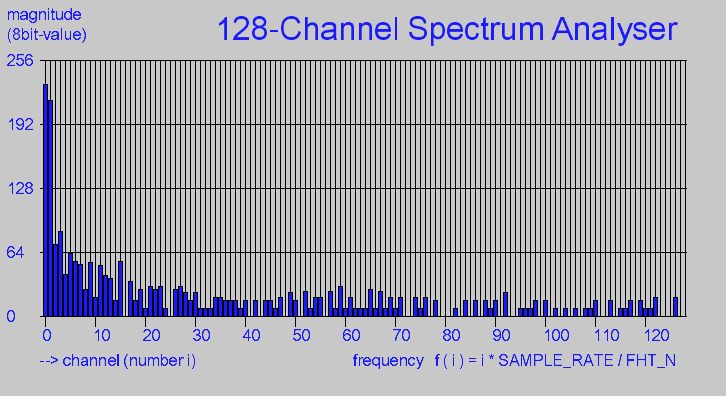 magnitude
(8bit-value)
128-Channel Spectrum Analyser
256
192
128
64
0
0 10 20 30 40 50 60 70 80 90 100 110 120
--> channel (number i)
frequency f ( i ) = i * SAMPLE_RATE / FHT_N